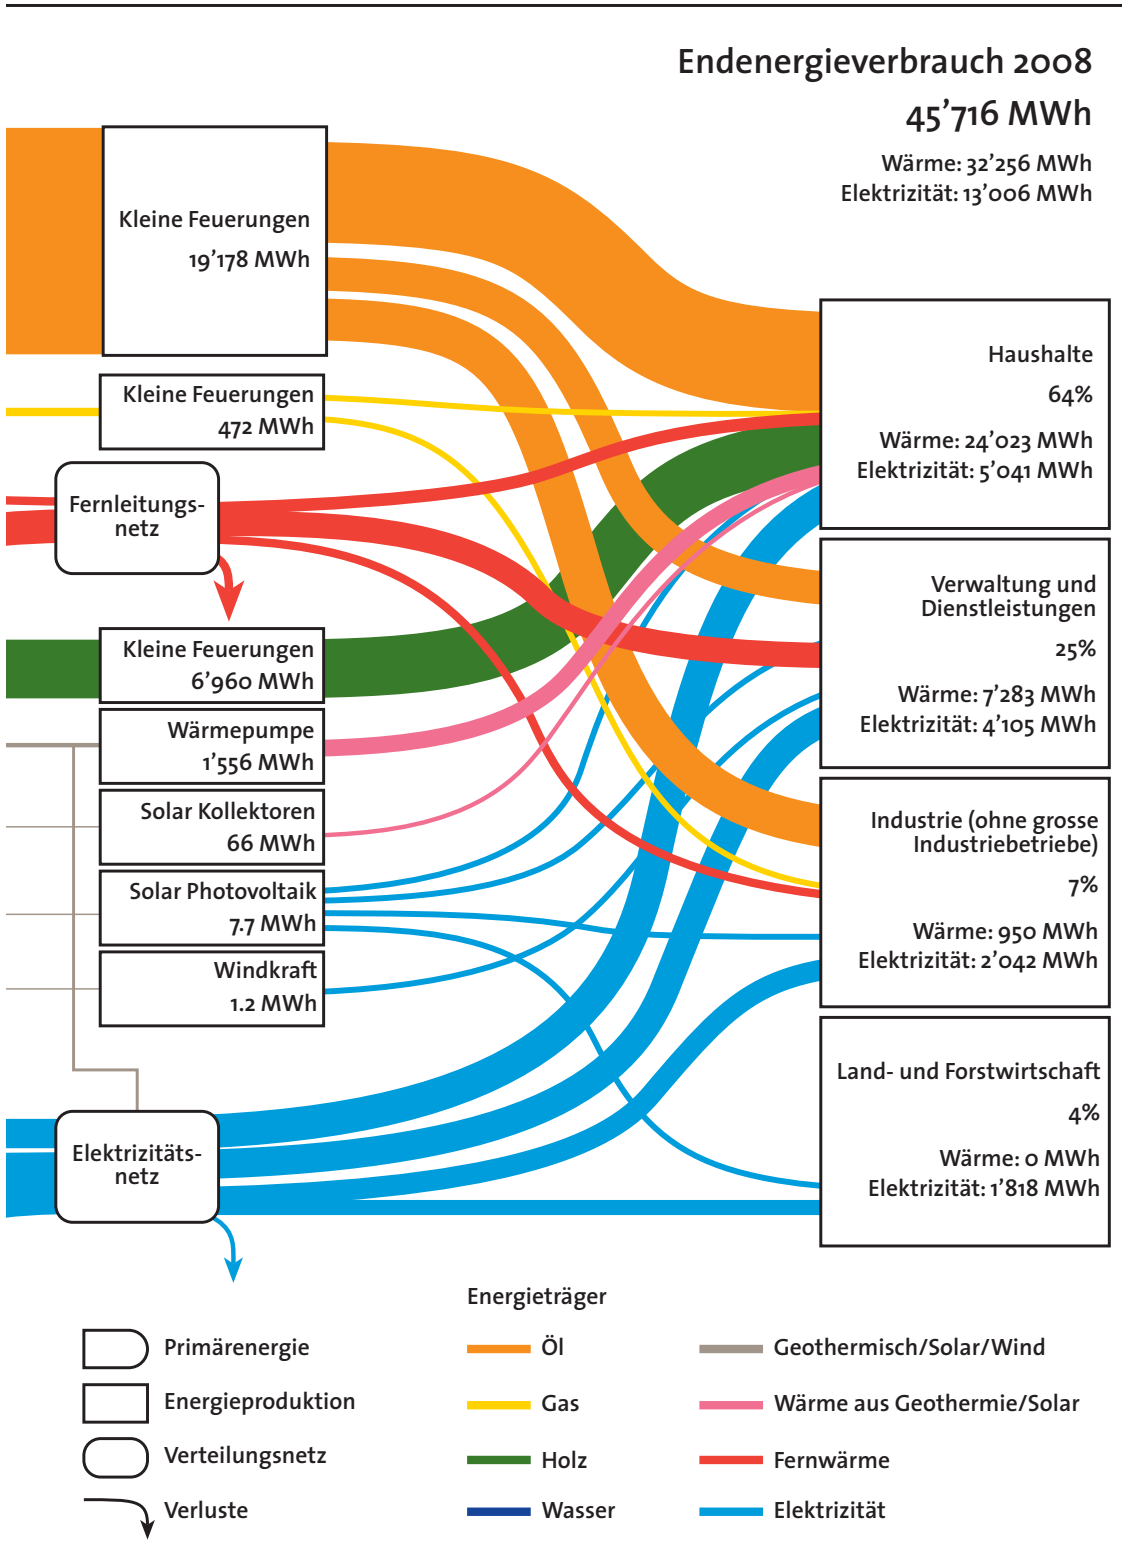 Endenergieverbrauch 2008
45’716 MWh
Wärme: 32’256 MWh
Elektrizität: 13’006 MWh
Kleine Feuerungen
19’178 MWh
Kleine Feuerungen
472 MWh
Fernleitungs-
netz
Kleine Feuerungen
6’960 MWh
Wärmepumpe
1’556 MWh
Solar Kollektoren
66 MWh
Solar Photovoltaik
7.7 MWh
Windkraft
1.2 MWh
Elektrizitäts-
netz
Haushalte
64%
Wärme: 24’023 MWh
Elektrizität: 5’041 MWh
Verwaltung und
Dienstleistungen
25%
Wärme: 7’283 MWh
Elektrizität: 4’105 MWh
Industrie (ohne grosse
Industriebetriebe)
7%
Wärme: 950 MWh
Elektrizität: 2’042 MWh
Land- und Forstwirtschaft
4%
Wärme: 0 MWh
Elektrizität: 1’818 MWh
Primärenergie
Energieproduktion
Verteilungsnetz
Verluste
Energieträger
Öl
Gas
Holz
Wasser
Geothermisch/Solar/Wind
Wärme aus Geothermie/Solar
Fernwärme
Elektrizität